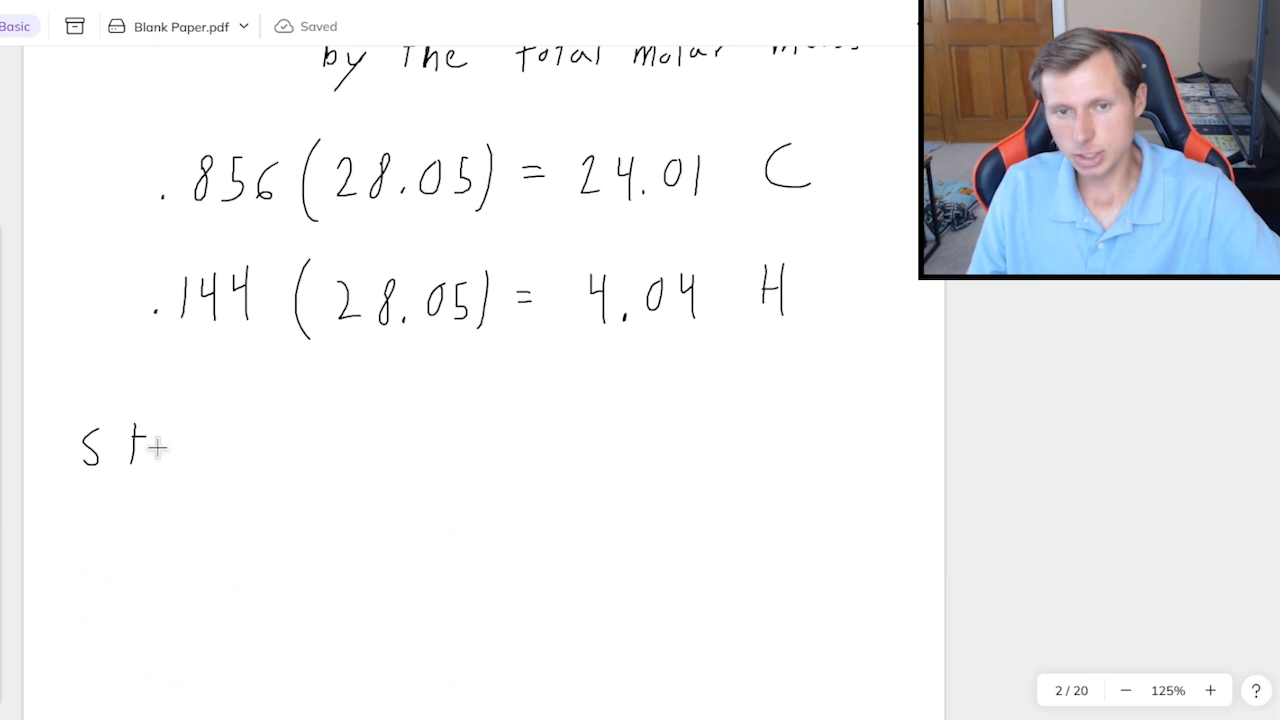 Basic Blank Paper.pdf Saved
by The Total Molar
.856 (28.05) = 24.01 C
.144 (28.05) = 4.04 H
St
2 / 20 − 125% + ?